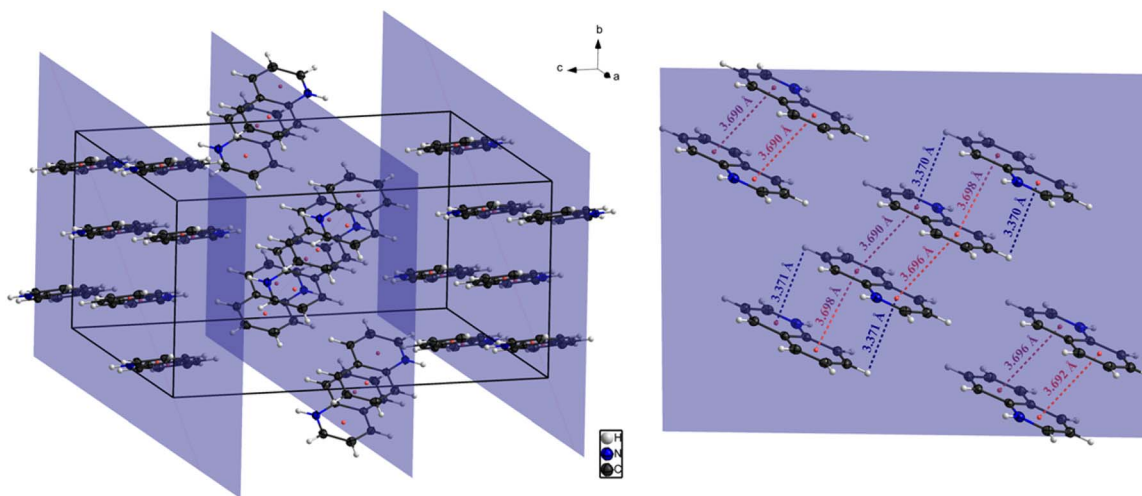 b
c
a
H
N
C
3.690 Å
3.690 Å
3.370 Å
3.698 Å
3.370 Å
3.690 Å
3.696 Å
3.371 Å
3.698 Å
3.371 Å
3.696 Å
3.692 Å